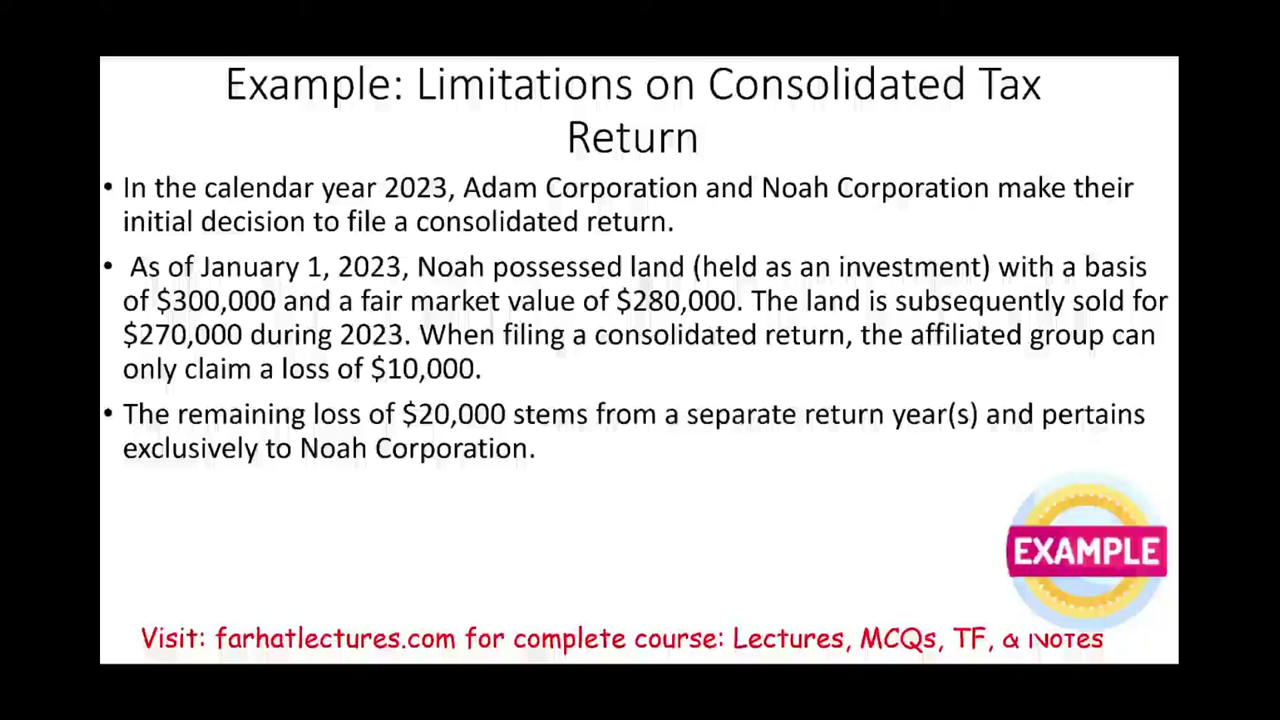 Example: Limitations on Consolidated Tax
Return
• In the calendar year 2023, Adam Corporation and Noah Corporation make their
initial decision to file a consolidated return.
• As of January 1, 2023, Noah possessed land (held as an investment) with a basis
of $300,000 and a fair market value of $280,000. The land is subsequently sold for
$270,000 during 2023. When filing a consolidated return, the affiliated group can
only claim a loss of $10,000.
• The remaining loss of $20,000 stems from a separate return year(s) and pertains
exclusively to Noah Corporation.
EXAMPLE
Visit: farhatlectures.com for complete course: Lectures, MCQs, TF, & Notes